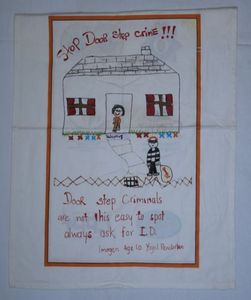 Stop Door Step crime!!!
Door Step Criminals
are not this easy to spot
always ask for I.D.
Imogen Age 10